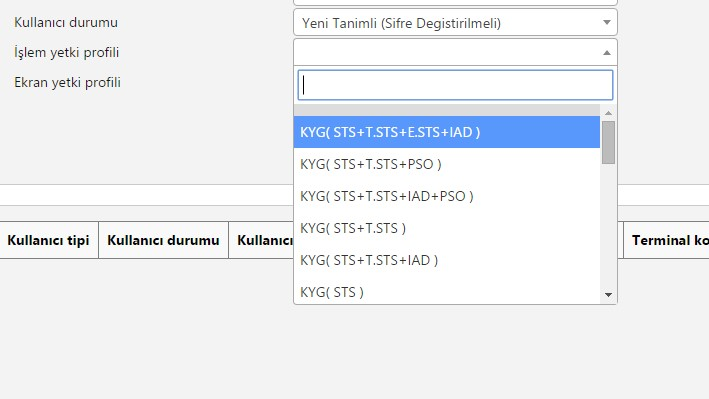 Kullanıcı durumu
Yeni Tanimli (Sifre Degistirilmeli)
İşlem yetki profili
Ekran yetki profili
KYG( STS+T.STS+E.STS+IAD )
KYG( STS+T.STS+PSO )
KYG( STS+T.STS+IAD+PSO )
KYG( STS+T.STS )
KYG( STS+T.STS+IAD )
KYG( STS )
Kullanıcı tipi
Kullanıcı durumu
Kullanıcı
Terminal ko